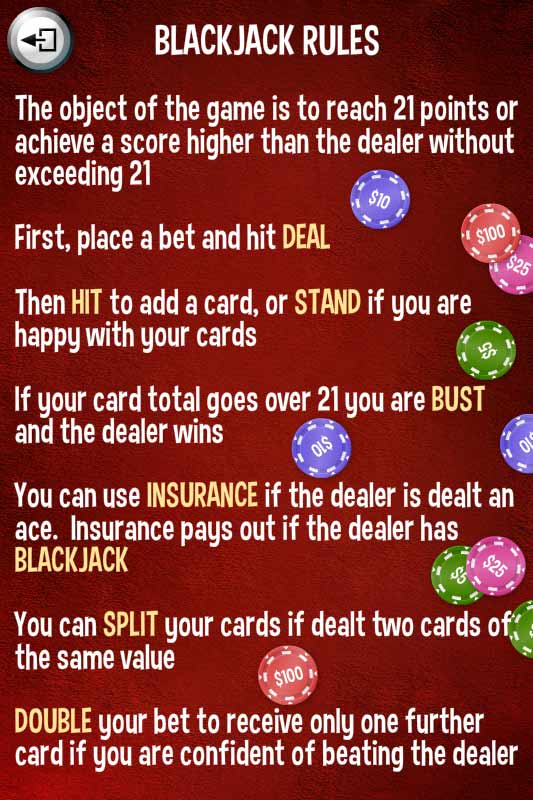 BLACKJACK RULES
The object of the game is to reach 21 points or
achieve a score higher than the dealer without
exceeding 21
$10
$100
$25
First, place a bet and hit DEAL
Then HIT to add a card, or STAND if you are
happy with your cards
$5
If your card total goes over 21 you are BUST
and the dealer wins
$10
$10
You can use INSURANCE if the dealer is dealt an
ace. Insurance pays out if the dealer has
BLACKJACK
$5
$25
You can SPLIT your cards if dealt two cards of
the same value
$100
DOUBLE your bet to receive only one further
card if you are confident of beating the dealer